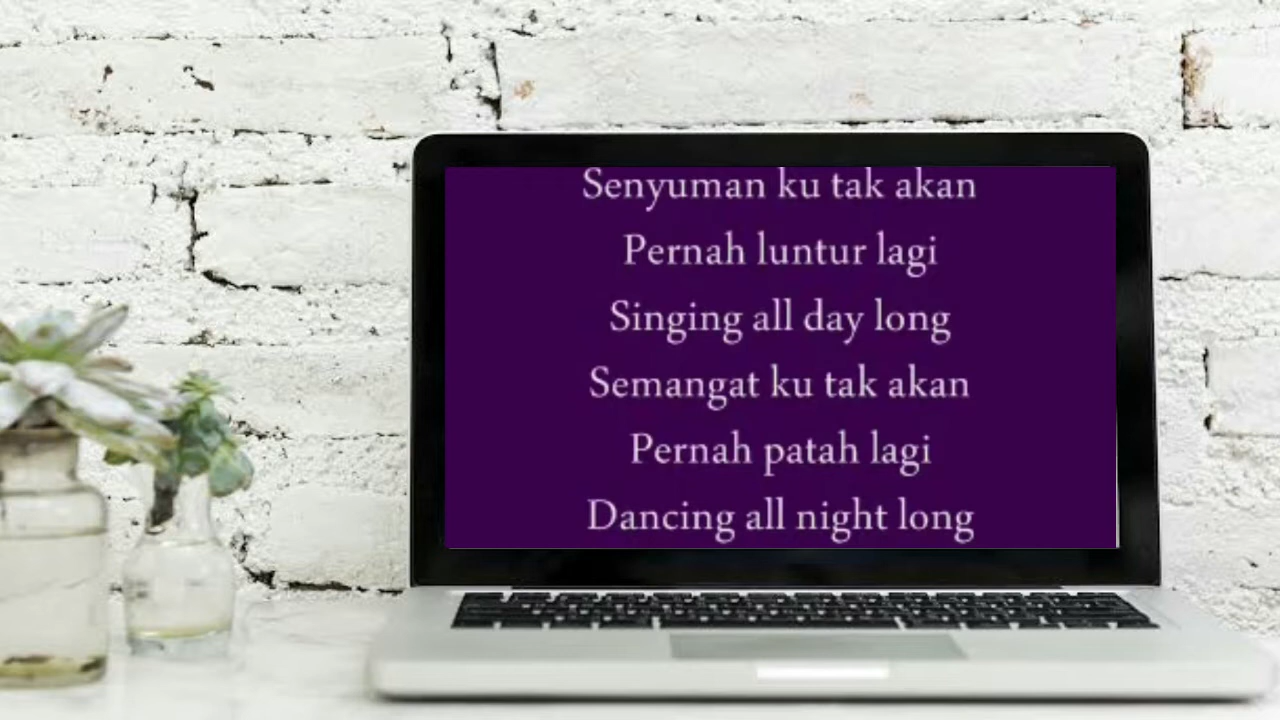 Senyuman ku tak akan
Pernah luntur lagi
Singing all day long
Semangat ku tak akan
Pernah patah lagi
Dancing all night long